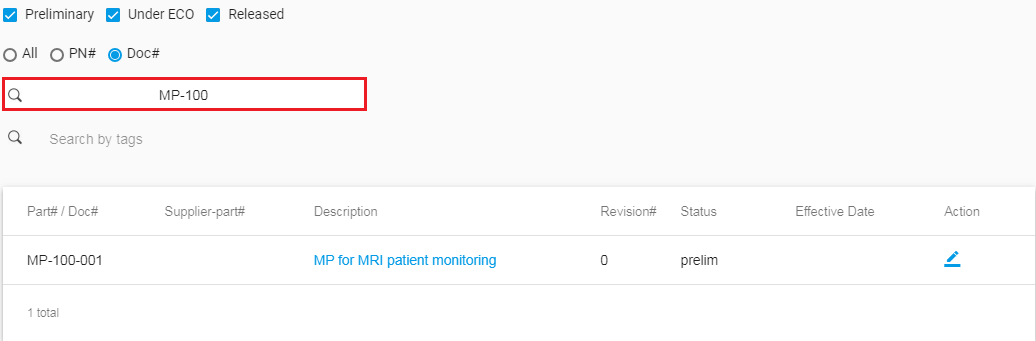 Preliminary Under ECO Released
All PN# Doc#
MP-100
Search by tags
Part# / Doc# Supplier-part# Description Revision# Status Effective Date Action
MP-100-001 MP for MRI patient monitoring 0 prelim
1 total